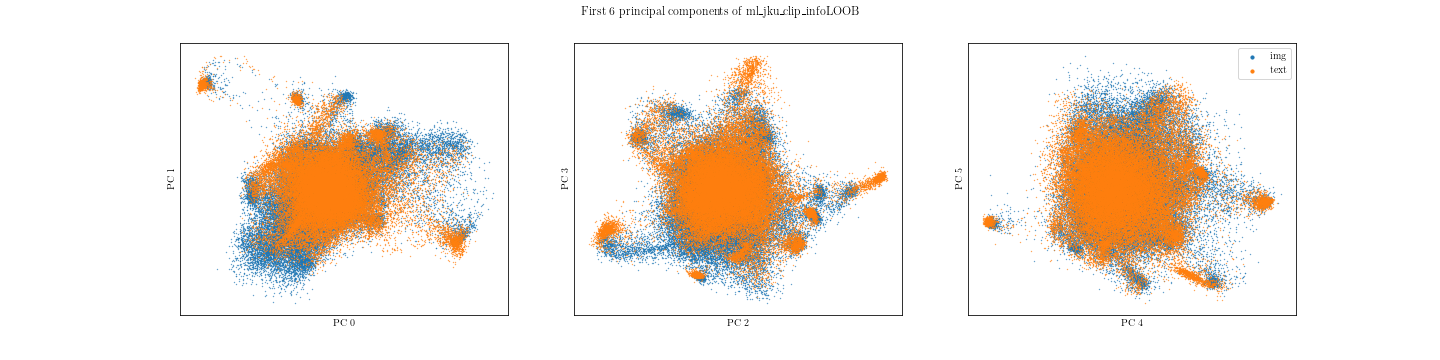 First 6 principal components of ml_jku_clip_infoLOOB
PC 1
PC 0
PC 3
PC 2
PC 5
PC 4
img
text